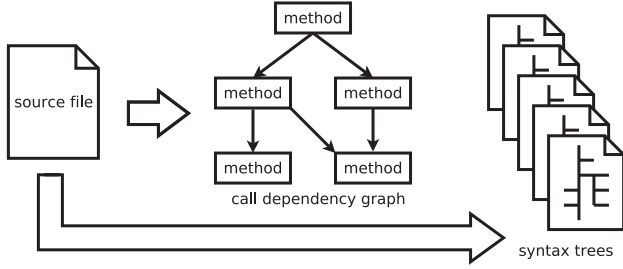 method
source file
method
method
method
method
call dependency graph
syntax trees